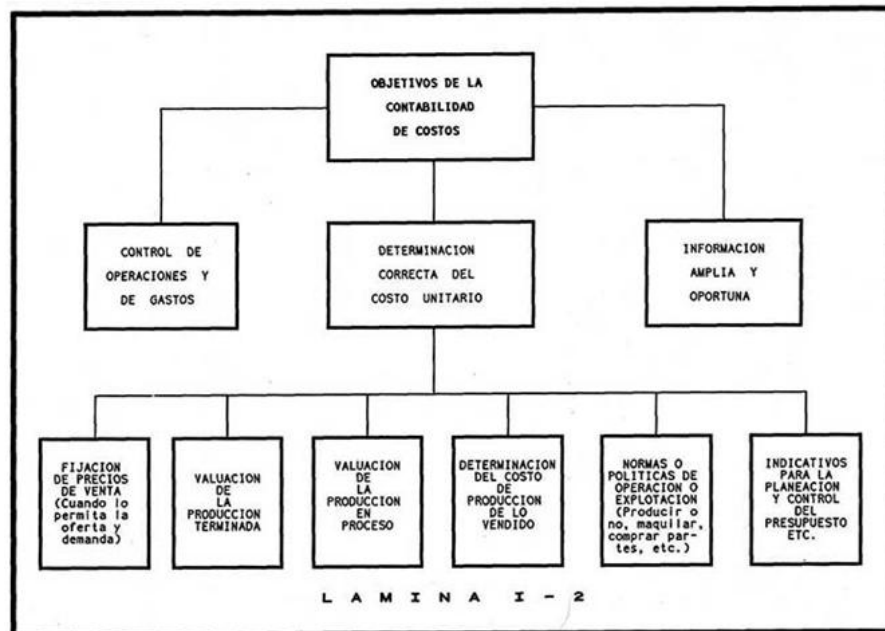 OBJETIVOS DE LA
CONTABILIDAD
DE COSTOS
CONTROL DE
OPERACIONES Y
DE GASTOS
DETERMINACION
CORRECTA DEL
COSTO UNITARIO
INFORMACION
AMPLIA Y
OPORTUNA
FIJACION
DE PRECIOS
DE VENTA
(Cuando lo
permita la
oferta y
demanda)
VALUACION
DE
LA
PRODUCCION
TERMINADA
VALUACION
DE
LA
PRODUCCION
EN
PROCESO
DETERMINACION
DEL COSTO
DE
PRODUCCION
DE LO
VENDIDO
NORMAS O
POLITICAS DE
OPERACION O
EXPLOTACION
(Producir o
no, maquilar,
comprar par-
tes, etc.)
INDICATIVOS
PARA LA
PLANEACION
Y CONTROL
DEL
PRESUPUESTO
ETC.
LAMINA I-2